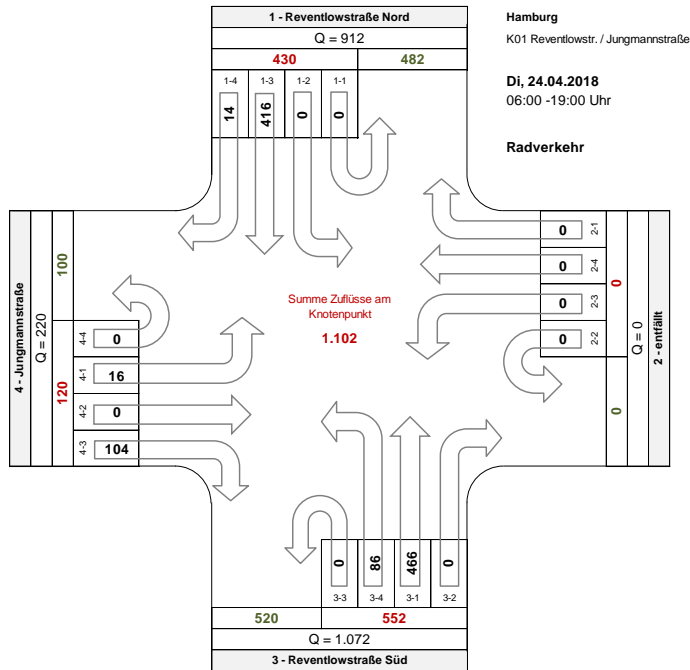 1 - Reventlowstraße Nord
Q = 912
430
482
1-4
1-3
1-2
1-1
14
416
0
0
Hamburg
K01 Reventlowstr. / Jungmannstraße
Di, 24.04.2018
06:00 -19:00 Uhr
Radverkehr
4 - Jungmannstraße
Q = 220
100
120
4-4
0
4-1
16
4-2
0
4-3
104
Summe Zuflüsse am
Knotenpunkt
1.102
0
2-1
0
2-4
0
2-3
0
2-2
0
0
Q = 0
2 - entfällt
0
86
466
0
3-3
3-4
3-1
3-2
520
552
Q = 1.072
3 - Reventlowstraße Süd